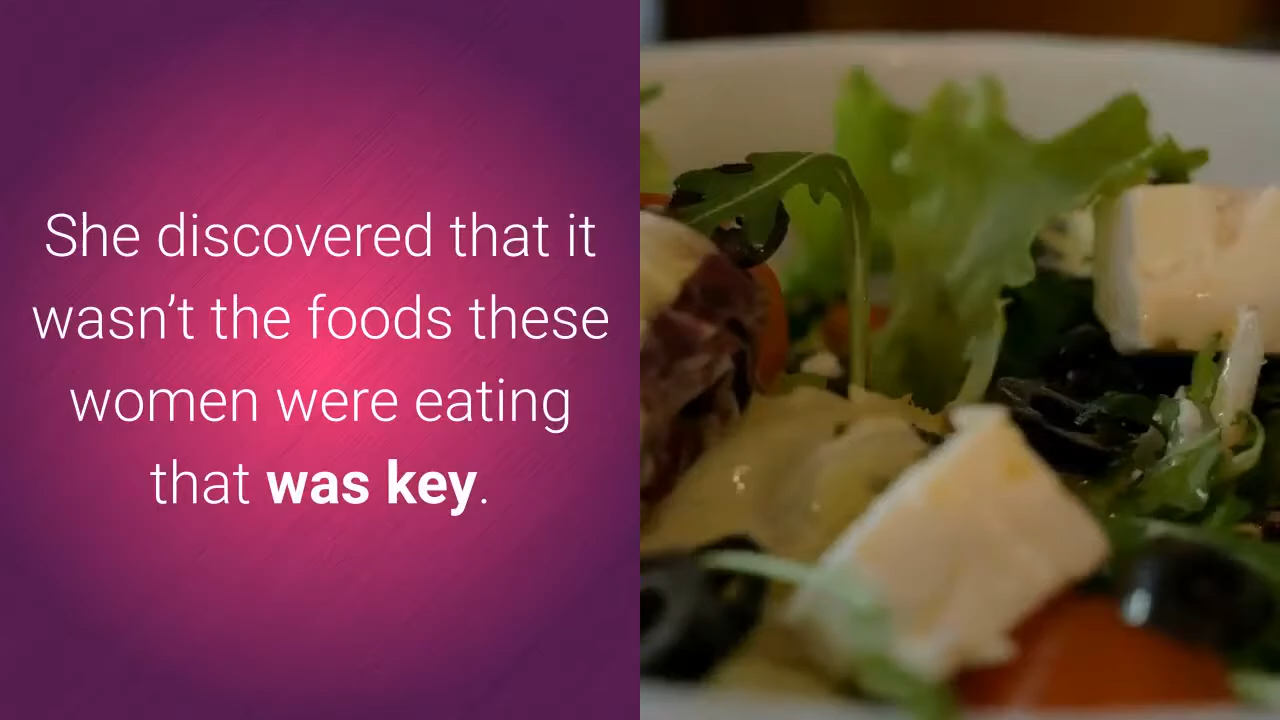 She discovered that it
wasn’t the foods these
women were eating
that was key.